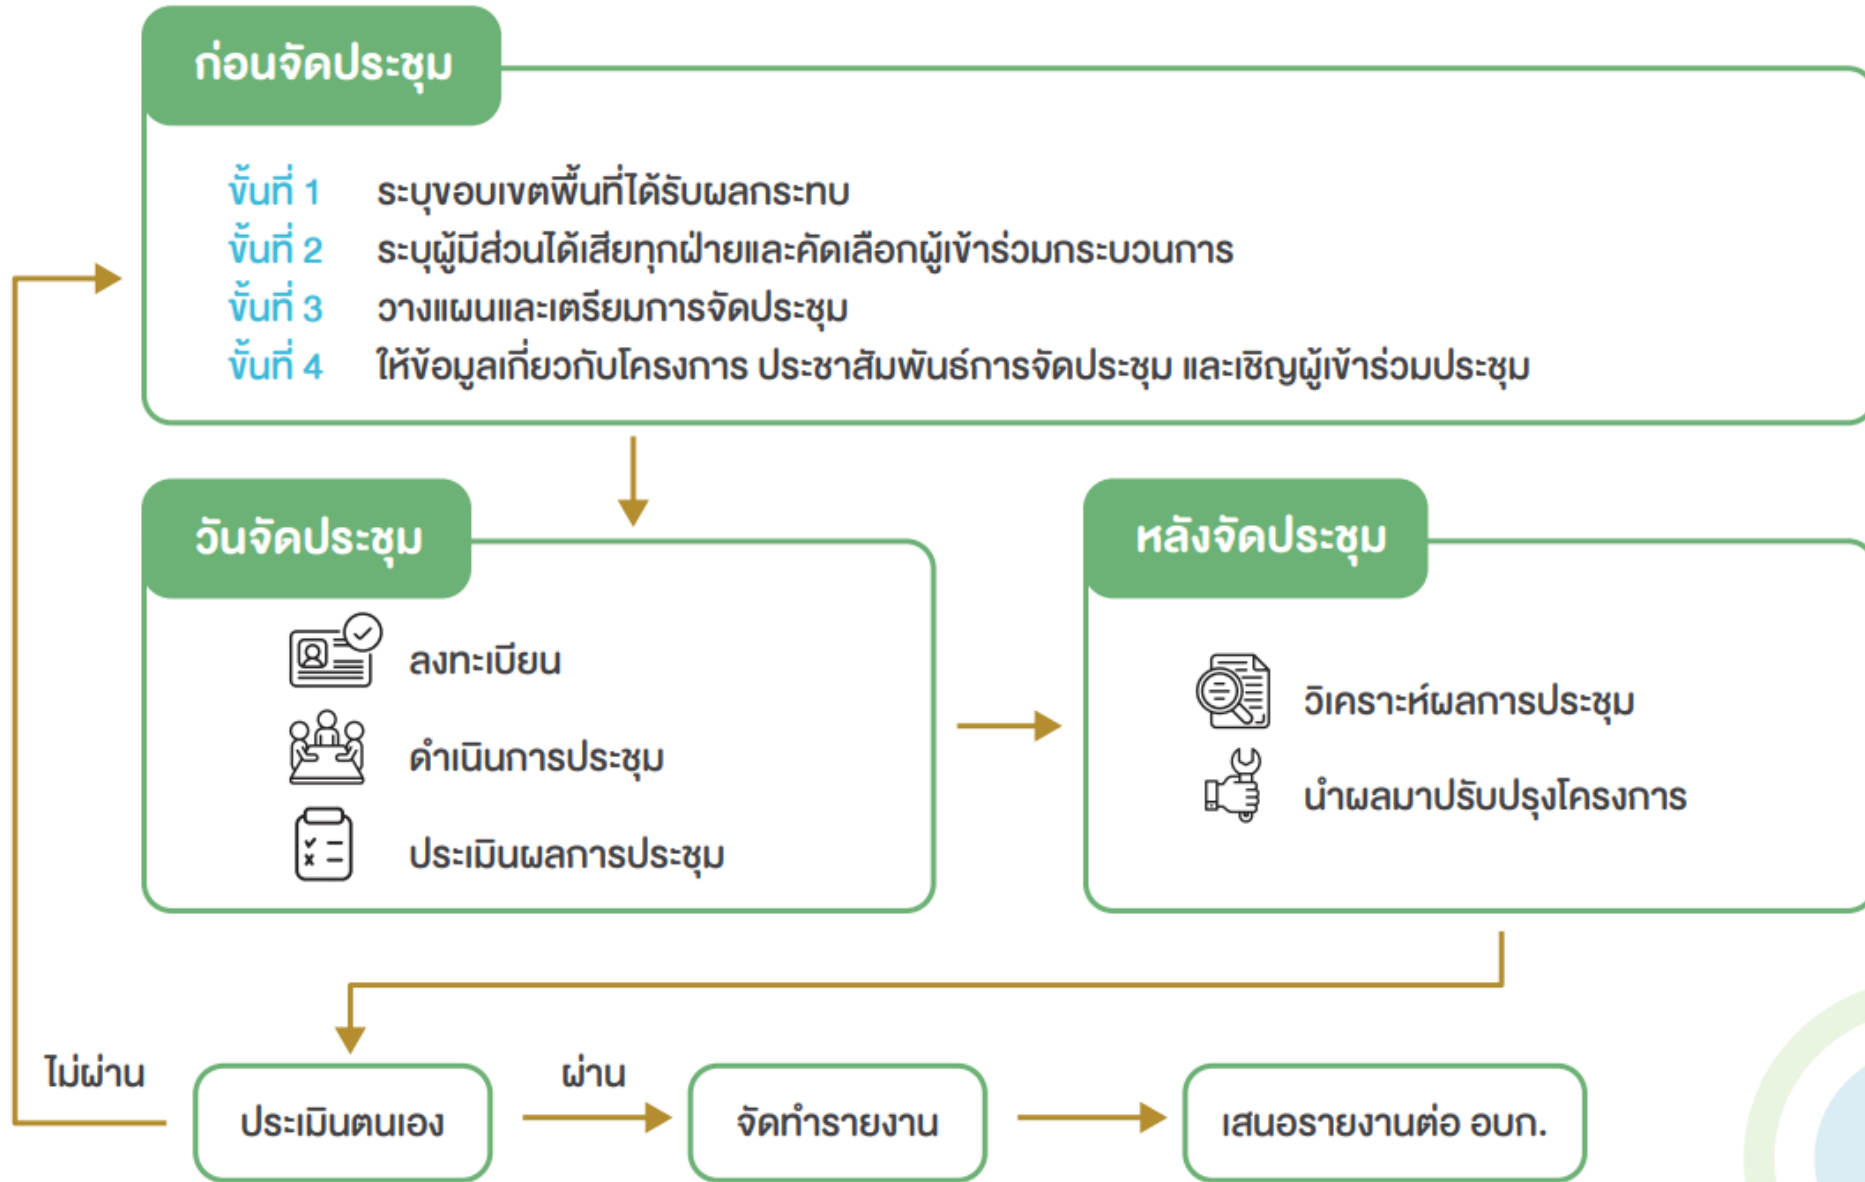 ก่อนจัดประชุม
ขั้นที่ 1 ระบุขอบเขตพื้นที่ได้รับผลกระทบ
ขั้นที่ 2 ระบุผู้มีส่วนได้เสียทุกฝ่ายและคัดเลือกผู้เข้าร่วมกระบวนการ
ขั้นที่ 3 วางแผนและเตรียมการจัดประชุม
ขั้นที่ 4 ให้ข้อมูลเกี่ยวกับโครงการ ประชาสัมพันธ์การจัดประชุม และเชิญผู้เข้าร่วมประชุม
วันจัดประชุม
ลงทะเบียน
ดำเนินการประชุม
ประเมินผลการประชุม
หลังจัดประชุม
วิเคราะห์ผลการประชุม
นำผลมาปรับปรุงโครงการ
ไม่ผ่าน
ประเมินตนเอง
ผ่าน
จัดทำรายงาน
เสนอรายงานต่อ อบก.